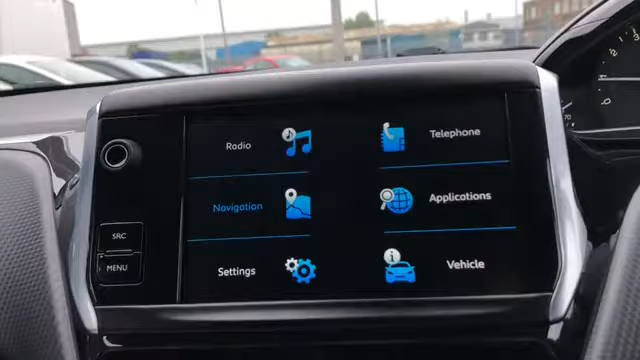 Radio
Telephone
Navigation
Applications
Settings
Vehicle
SRC
MENU